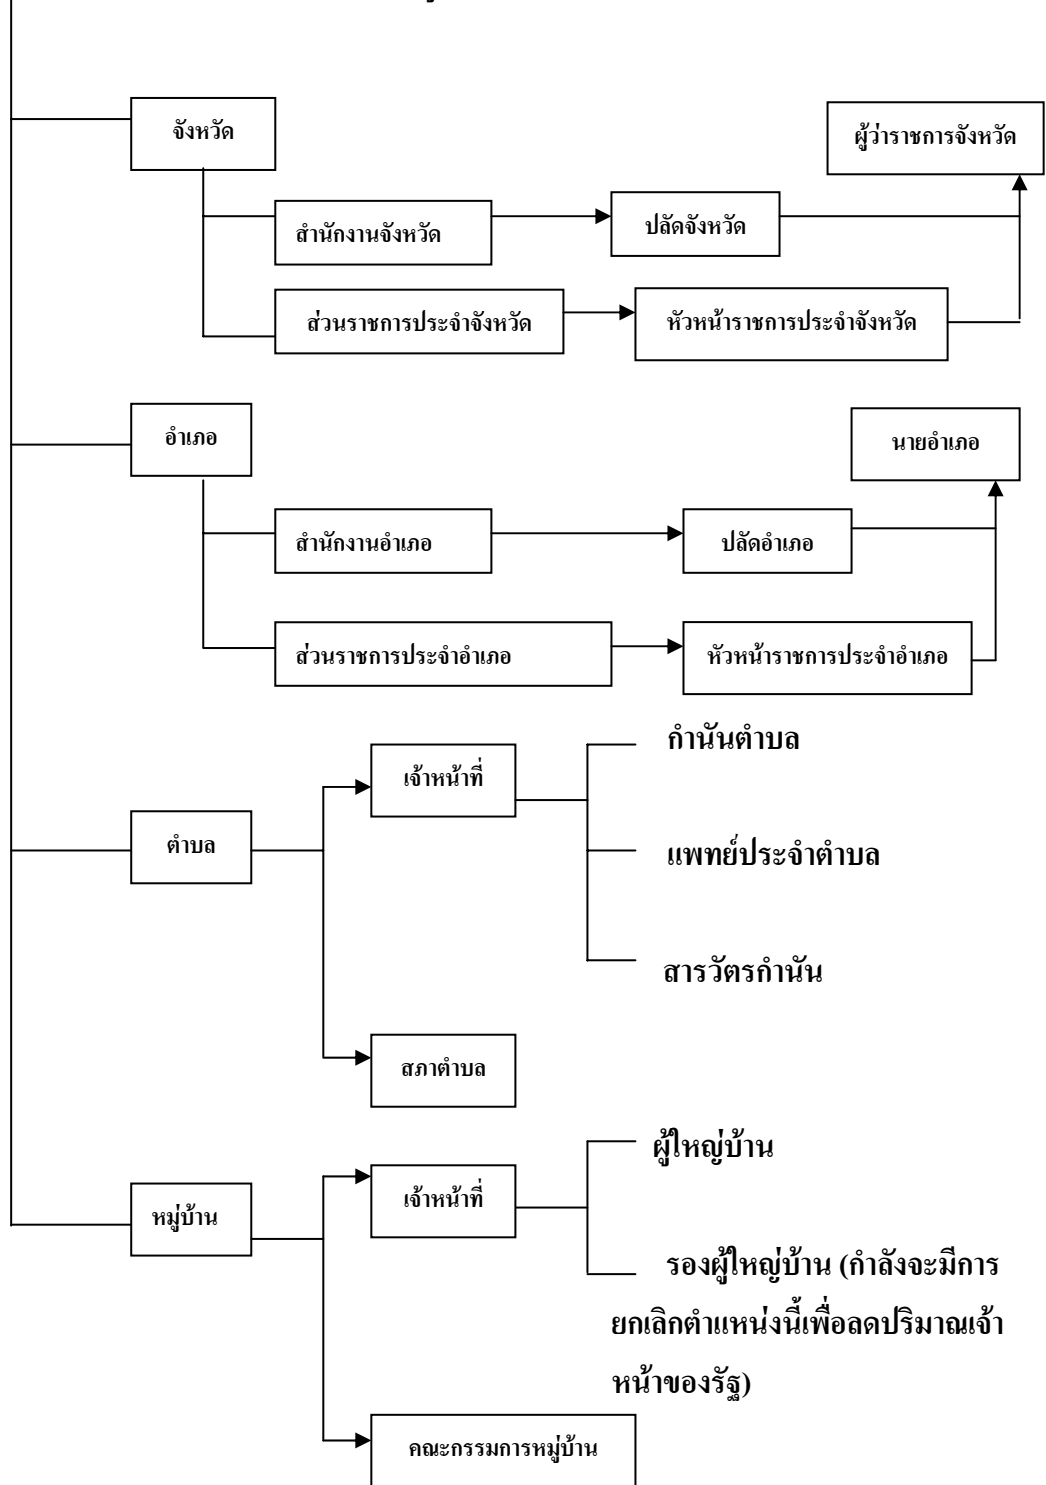 จังหวัด
ผู้ว่าราชการจังหวัด
สำนักงานจังหวัด
ปลัดจังหวัด
ส่วนราชการประจำจังหวัด
หัวหน้าราชการประจำจังหวัด
อำเภอ
นายอำเภอ
สำนักงานอำเภอ
ปลัดอำเภอ
ส่วนราชการประจำอำเภอ
หัวหน้าราชการประจำอำเภอ
กำนันตำบล
เจ้าหน้าที่
ตำบล
แพทย์ประจำตำบล
สารวัตรกำนัน
สภาตำบล
ผู้ใหญ่บ้าน
เจ้าหน้าที่
หมู่บ้าน
รองผู้ใหญ่บ้าน (กำลังจะมีการ
ยกเลิกตำแหน่งนี้เพื่อลดปริมาณเจ้า
หน้าของรัฐ)
คณะกรรมการหมู่บ้าน